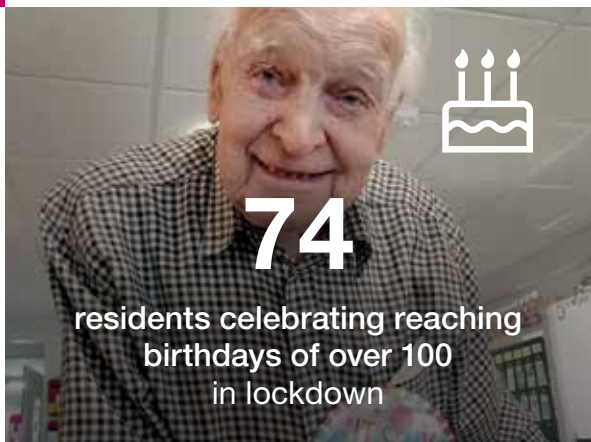 74
residents celebrating reaching
birthdays of over 100
in lockdown